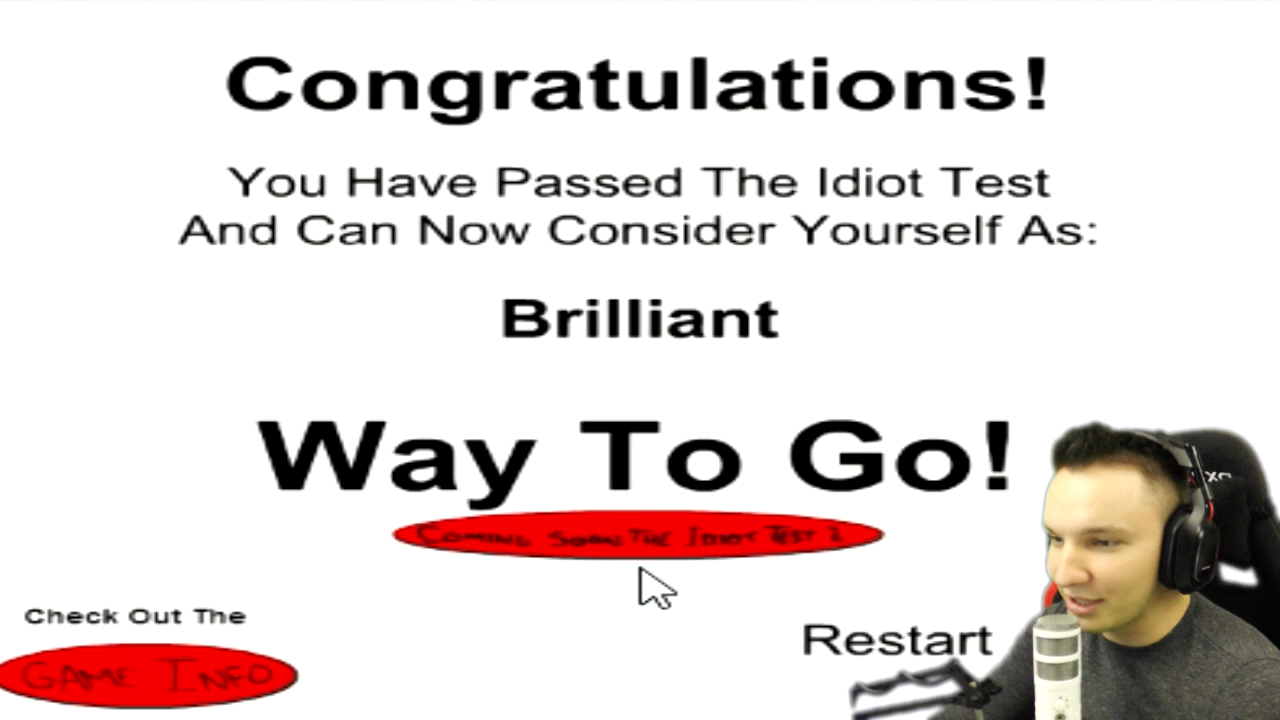 Congratulations!
You Have Passed The Idiot Test
And Can Now Consider Yourself As:
Brilliant
Way To Go!
Coming Soon The Idiot Test 2
Check Out The
Game Info
Restart